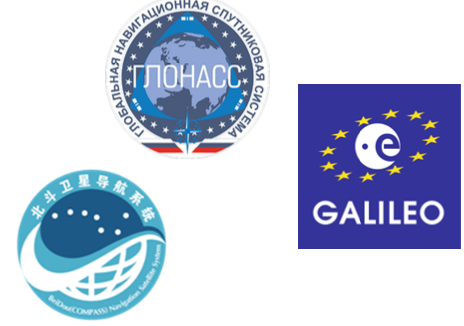 ГЛОБАЛЬНАЯ НАВИГАЦИОННАЯ СПУТНИКОВАЯ СИСТЕМА
ГЛОНАСС
e
GALILEO
北斗卫星导航系统
BeiDou(COMPASS) Navigation Satellite System